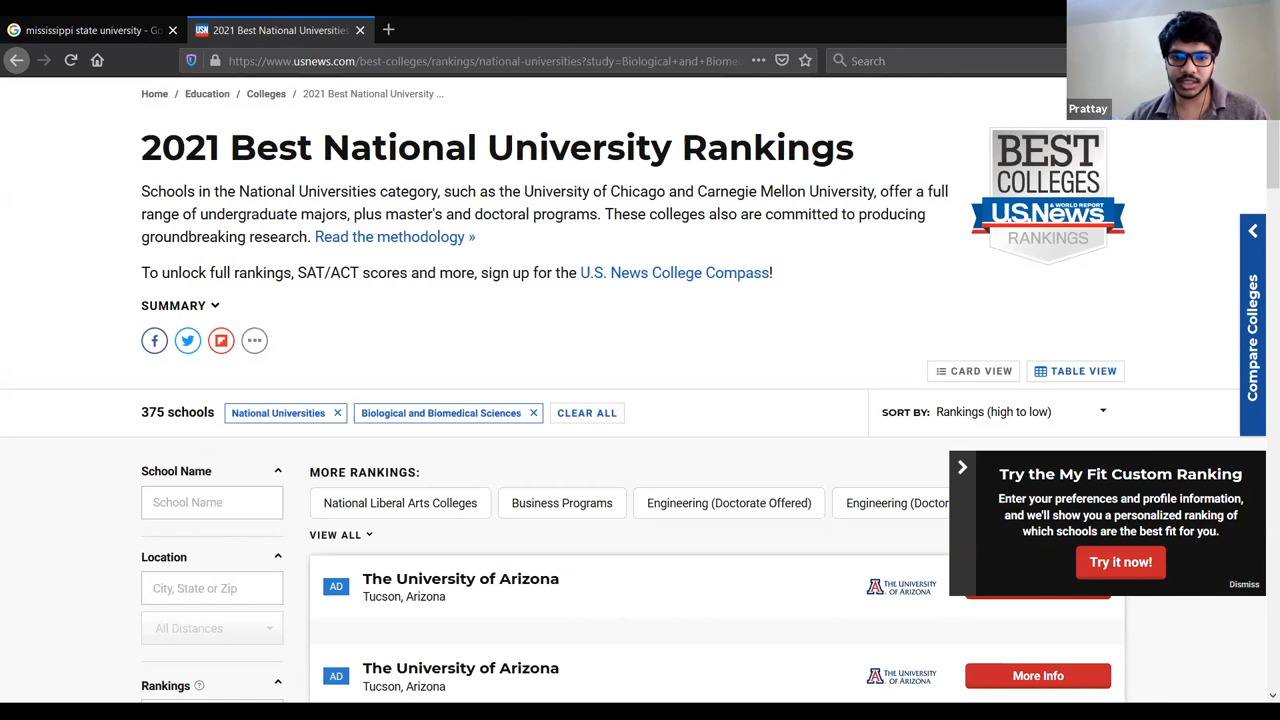 mississippi state university - Go
USN 2021 Best National Universities
https://www.usnews.com/best-colleges/rankings/national-universities?study=Biological+and+Biome
Search
Prattay
Home / Education / Colleges / 2021 Best National University ...
2021 Best National University Rankings
Schools in the National Universities category, such as the University of Chicago and Carnegie Mellon University, offer a full
range of undergraduate majors, plus master's and doctoral programs. These colleges also are committed to producing
groundbreaking research. Read the methodology »
To unlock full rankings, SAT/ACT scores and more, sign up for the U.S. News College Compass!
SUMMARY
BEST
COLLEGES
U.S.News & WORLD REPORT
RANKINGS
Compare Colleges
CARD VIEW
TABLE VIEW
375 schools
National Universities
Biological and Biomedical Sciences
CLEAR ALL
SORT BY: Rankings (high to low)
School Name
School Name
Location
City, State or Zip
All Distances
Rankings
MORE RANKINGS:
National Liberal Arts Colleges
Business Programs
Engineering (Doctorate Offered)
Engineering (Doctor
VIEW ALL
AD
The University of Arizona
Tucson, Arizona
THE UNIVERSITY
OF ARIZONA
AD
The University of Arizona
Tucson, Arizona
THE UNIVERSITY
OF ARIZONA
More Info
Try the My Fit Custom Ranking
Enter your preferences and profile information,
and we'll show you a personalized ranking of
which schools are the best fit for you.
Try it now!
Dismiss